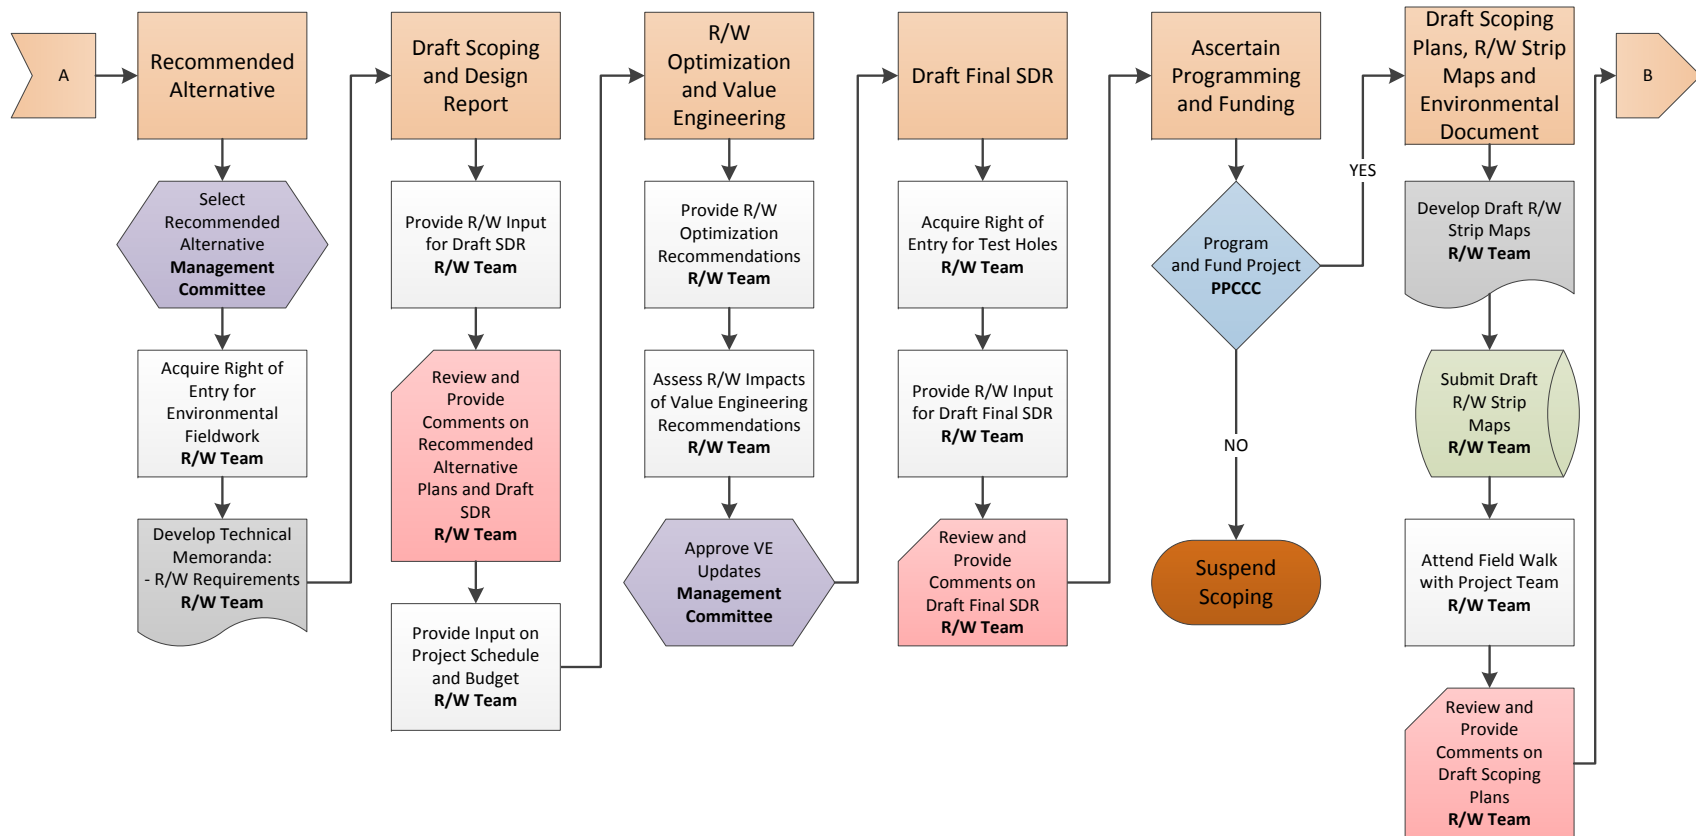 A
Recommended
Alternative
Select
Recommended
Alternative
Management
Committee
Acquire Right of
Entry for
Environmental
Fieldwork
R/W Team
Develop Technical
Memoranda:
- R/W Requirements
R/W Team
Draft Scoping
and Design
Report
Provide R/W Input
for Draft SDR
R/W Team
Review and
Provide
Comments on
Recommended
Alternative
Plans and Draft
SDR
R/W Team
Provide Input on
Project Schedule
and Budget
R/W Team
R/W
Optimization
and Value
Engineering
Provide R/W
Optimization
Recommendations
R/W Team
Assess R/W Impacts
of Value Engineering
Recommendations
R/W Team
Approve VE
Updates
Management
Committee
Draft Final SDR
Acquire Right of
Entry for Test Holes
R/W Team
Provide R/W Input
for Draft Final SDR
R/W Team
Review and
Provide
Comments on
Draft Final SDR
R/W Team
Ascertain
Programming
and Funding
Program
and Fund Project
PPCCC
YES
NO
Suspend
Scoping
Draft Scoping
Plans, R/W Strip
Maps and
Environmental
Document
Develop Draft R/W
Strip Maps
R/W Team
Submit Draft
R/W Strip
Maps
R/W Team
Attend Field Walk
with Project Team
R/W Team
Review and
Provide
Comments on
Draft Scoping
Plans
R/W Team
B